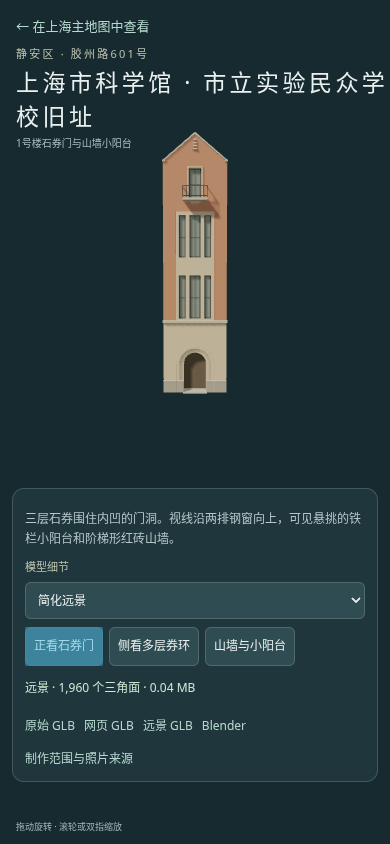 ← 在上海主地图中查看
静安区 · 胶州路601号
上海市科学馆 · 市立实验民众学
校旧址
1号楼石券门与山墙小阳台
三层石券围住内凹的门洞。视线沿两排钢窗向上，可见悬挑的铁
栏小阳台和阶梯形红砖山墙。
模型细节
简化远景
正看石券门 侧看多层券环 山墙与小阳台
远景 · 1,960 个三角面 · 0.04 MB
原始 GLB 网页 GLB 远景 GLB Blender
制作范围与照片来源
拖动旋转 · 滚轮或双指缩放